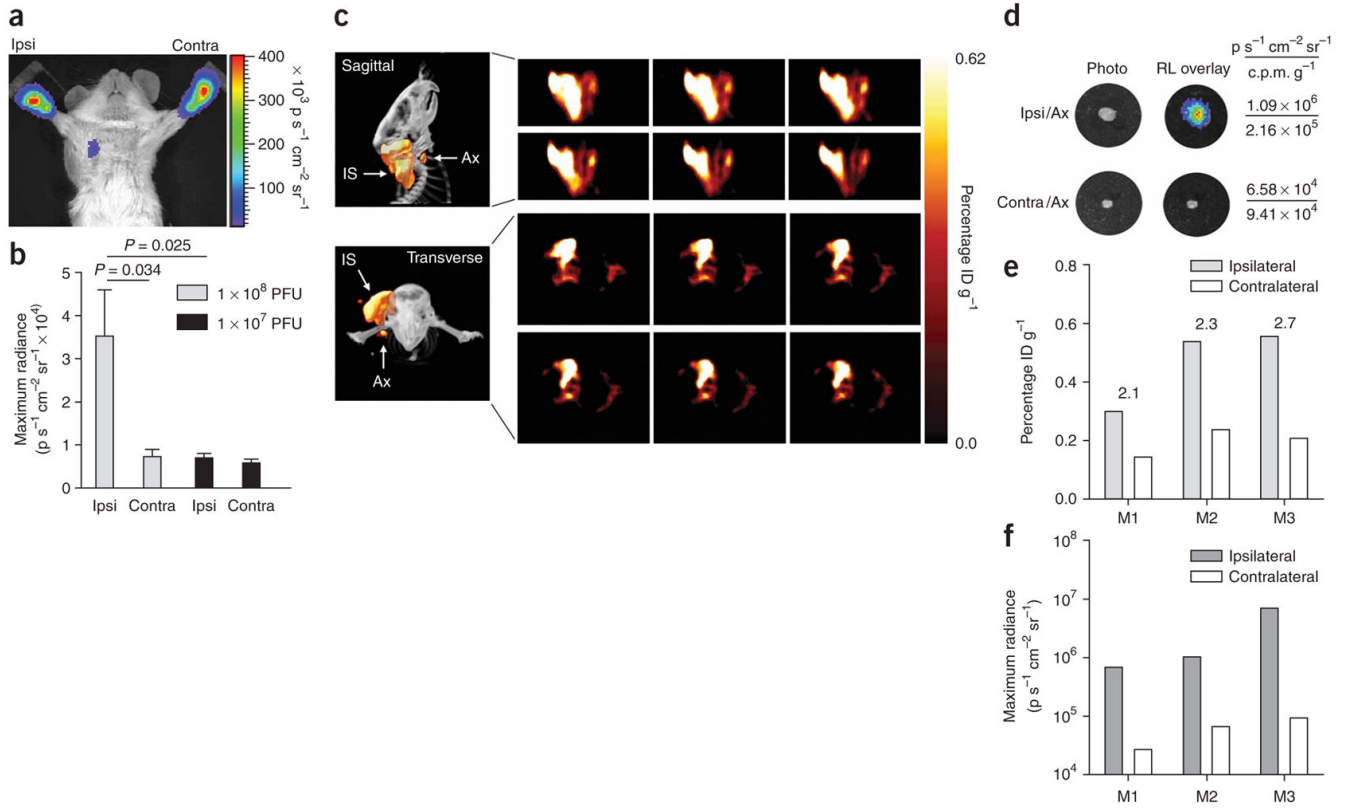 a
Ipsi
Contra
400
300
200
100
× 10³ p s⁻¹ cm⁻² sr⁻¹
b
P = 0.025
P = 0.034
1 × 10⁸ PFU
1 × 10⁷ PFU
5
4
3
2
1
0
Maximum radiance
(p s⁻¹ cm⁻² sr⁻¹ × 10⁴)
Ipsi Contra Ipsi Contra
c
Sagittal
IS
Ax
Transverse
IS
Ax
0.62
Percentage ID g⁻¹
0.0
d
Photo
RL overlay
p s⁻¹ cm⁻² sr⁻¹
c.p.m. g⁻¹
Ipsi/Ax
1.09 × 10⁶
2.16 × 10⁵
Contra/Ax
6.58 × 10⁴
9.41 × 10⁴
e
0.8
0.6
0.4
0.2
0.0
Percentage ID g⁻¹
Ipsilateral
Contralateral
2.1
2.3
2.7
M1 M2 M3
f
10⁸
10⁷
10⁶
10⁵
10⁴
Maximum radiance
(p s⁻¹ cm⁻² sr⁻¹)
Ipsilateral
Contralateral
M1 M2 M3